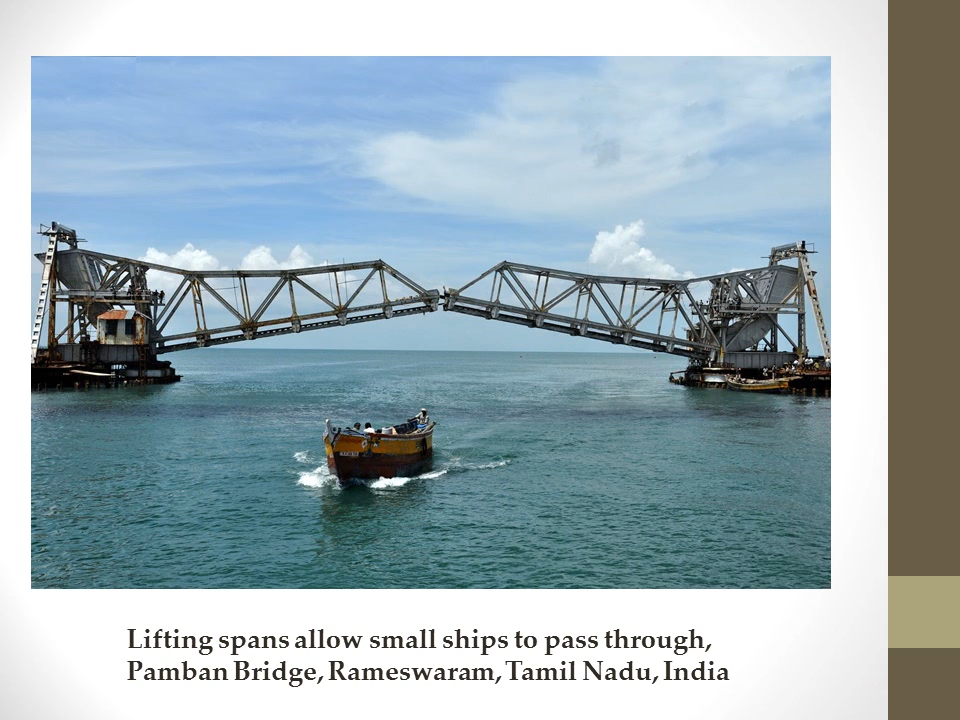 Lifting spans allow small ships to pass through,
Pamban Bridge, Rameswaram, Tamil Nadu, India